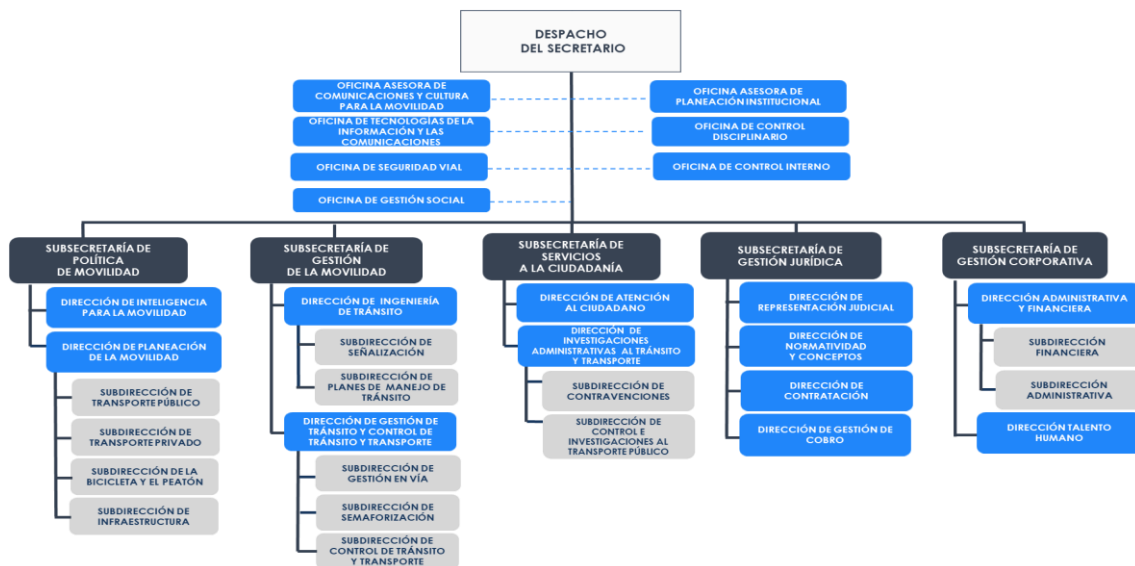 DESPACHO
DEL SECRETARIO
OFICINA ASESORA DE
COMUNICACIONES Y CULTURA
PARA LA MOVILIDAD
OFICINA ASESORA DE
PLANEACIÓN INSTITUCIONAL
OFICINA DE TECNOLOGÍAS DE LA
INFORMACIÓN Y LAS
COMUNICACIONES
OFICINA DE CONTROL
DISCIPLINARIO
OFICINA DE SEGURIDAD VIAL
OFICINA DE CONTROL INTERNO
OFICINA DE GESTIÓN SOCIAL
SUBSECRETARÍA DE
POLÍTICA
DE MOVILIDAD
DIRECCIÓN DE INTELIGENCIA
PARA LA MOVILIDAD
DIRECCIÓN DE PLANEACIÓN
DE LA MOVILIDAD
SUBDIRECCIÓN DE
TRANSPORTE PÚBLICO
SUBDIRECCIÓN DE
TRANSPORTE PRIVADO
SUBDIRECCIÓN DE LA
BICICLETA Y EL PEATÓN
SUBDIRECCIÓN DE
INFRAESTRUCTURA
SUBSECRETARÍA DE
GESTIÓN
DE LA MOVILIDAD
DIRECCIÓN DE INGENIERÍA
DE TRÁNSITO
SUBDIRECCIÓN DE
SEÑALIZACIÓN
SUBDIRECCIÓN DE
PLANES DE MANEJO DE
TRÁNSITO
DIRECCIÓN DE GESTIÓN DE
TRÁNSITO Y CONTROL DE
TRÁNSITO Y TRANSPORTE
SUBDIRECCIÓN DE
GESTIÓN EN VÍA
SUBDIRECCIÓN DE
SEMAFORIZACIÓN
SUBDIRECCIÓN DE
CONTROL DE TRÁNSITO
Y TRANSPORTE
SUBSECRETARÍA DE
SERVICIOS
A LA CIUDADANÍA
DIRECCIÓN DE ATENCIÓN
AL CIUDADANO
DIRECCIÓN DE
INVESTIGACIONES
ADMINISTRATIVAS AL TRÁNSITO
Y TRANSPORTE
SUBDIRECCIÓN DE
CONTRAVENCIONES
SUBDIRECCIÓN DE
CONTROL E
INVESTIGACIONES AL
TRANSPORTE PÚBLICO
SUBSECRETARÍA DE
GESTIÓN JURÍDICA
DIRECCIÓN DE
REPRESENTACIÓN JUDICIAL
DIRECCIÓN DE
NORMATIVIDAD
Y CONCEPTOS
DIRECCIÓN DE
CONTRATACIÓN
DIRECCIÓN DE GESTIÓN DE
COBRO
SUBSECRETARÍA DE
GESTIÓN CORPORATIVA
DIRECCIÓN ADMINISTRATIVA
Y FINANCIERA
SUBDIRECCIÓN
FINANCIERA
SUBDIRECCIÓN
ADMINISTRATIVA
DIRECCIÓN TALENTO
HUMANO